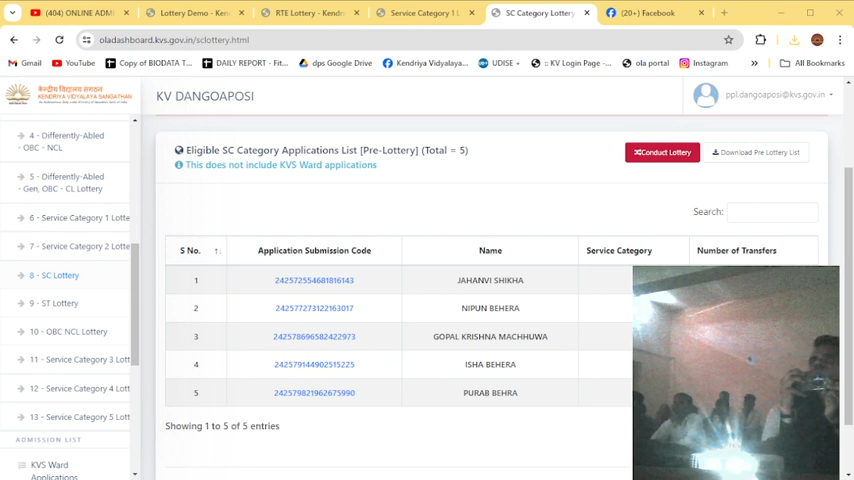 (404) ONLINE ADM
Lottery Demo - Ken
RTE Lottery - Kendr
Service Category 1 L
SC Category Lottery
(20+) Facebook
oladashboard.kvs.gov.in/sclottery.html
Gmail
YouTube
Copy of BIODATA T...
DAILY REPORT - Fit...
dps Google Drive
Kendriya Vidyalaya...
UDISE +
:: KV Login Page-...
ola portal
Instagram
All Bookmarks
केन्द्रीय विद्यालय संगठन
KENDRIYA VIDYALAYA SANGATHAN
KV DANGOAPOSI
ppl.dangoaposi@kvs.gov.in
4 - Differently-Abled
- OBC - NCL
5 - Differently-Abled
- Gen, OBC - CL Lottery
6 - Service Category 1 Lotte
7 - Service Category 2 Lotte
8 - SC Lottery
9 - ST Lottery
10 - OBC NCL Lottery
11 - Service Category 3 L
12 - Service Category 4 Lott
13 - Service Category 5 Lott
ADMISSION LIST
KVS Ward
Applications
Eligible SC Category Applications List [Pre-Lottery] (Total = 5)
This does not include KVS Ward applications
Conduct Lottery
Download Pre Lottery List
Search:
S No. Application Submission Code Name Service Category Number of Transfers
1 242572554681816143 JAHANVI SHIKHA
2 242577273122163017 NIPUN BEHERA
3 242578696582422973 GOPAL KRISHNA MACHHUWA
4 242579144902515225 ISHA BEHERA
5 242579821962675990 PURAB BEHRA
Showing 1 to 5 of 5 entries